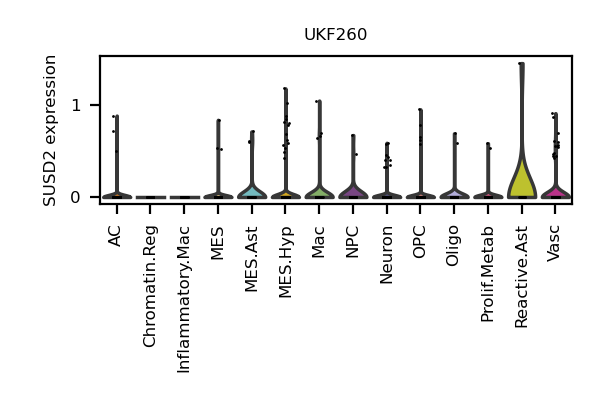 UKF260
SUSD2 expression
1
0
AC
Chromatin.Reg
Inflammatory.Mac
MES
MES.Ast
MES.Hyp
Mac
NPC
Neuron
OPC
Oligo
Prolif.Metab
Reactive.Ast
Vasc